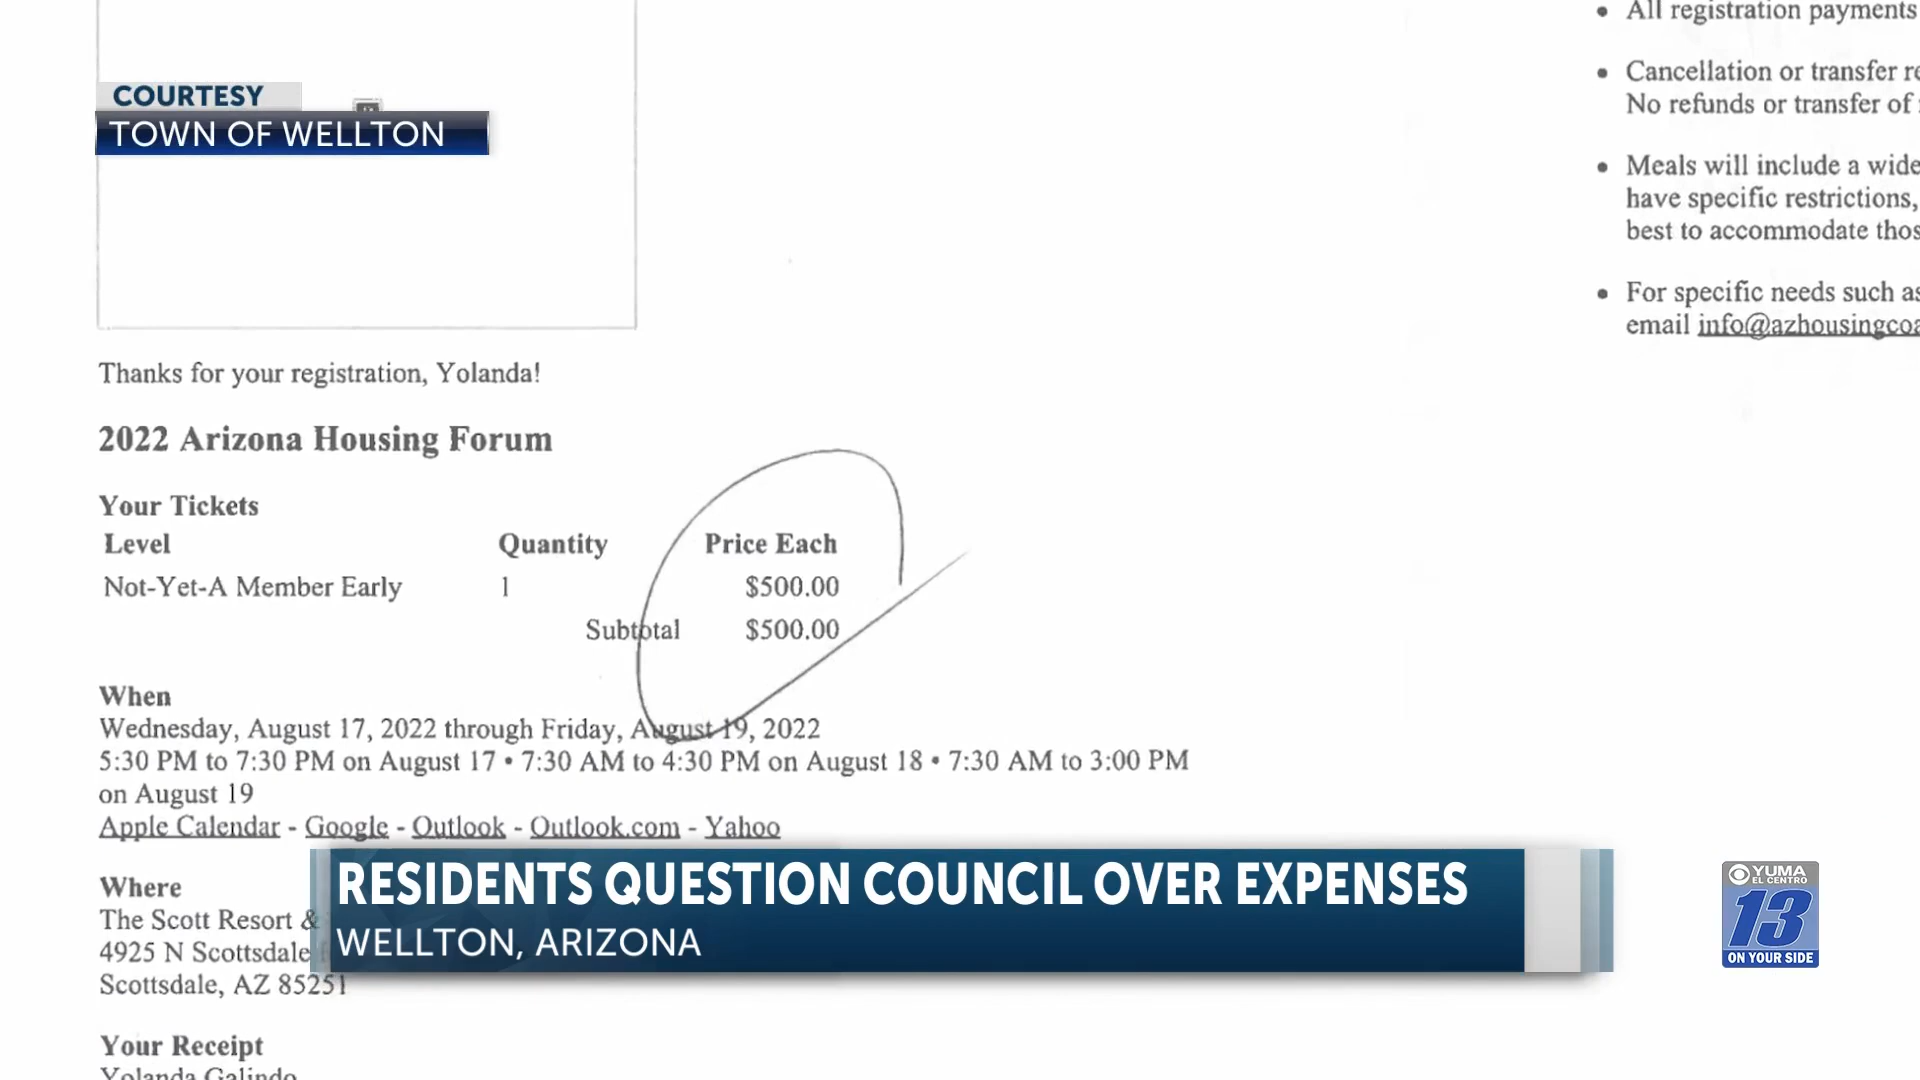 COURTESY
TOWN OF WELLTON
All registration payments
Cancellation or transfer
No refunds or transfer of
Meals will include a wide
have specific restrictions,
best to accommodate
For specific needs such as
email info@azhousingcoa
Thanks for your registration, Yolanda!
2022 Arizona Housing Forum
Your Tickets
Level Quantity Price Each
Not-Yet-A Member Early 1 $500.00
Subtotal $500.00
When
Wednesday, August 17, 2022 through Friday, August 19, 2022
5:30 PM to 7:30 PM on August 17 • 7:30 AM to 4:30 PM on August 18 • 7:30 AM to 3:00 PM
on August 19
Apple Calendar - Google - Outlook - Outlook.com - Yahoo
Where
The Scott Resort &
4925 N Scottsdale
Scottsdale, AZ 85251
Your Receipt
Yolanda Galindo
RESIDENTS QUESTION COUNCIL OVER EXPENSES
WELLTON, ARIZONA
YUMA
EL CENTRO
13
ON YOUR SIDE